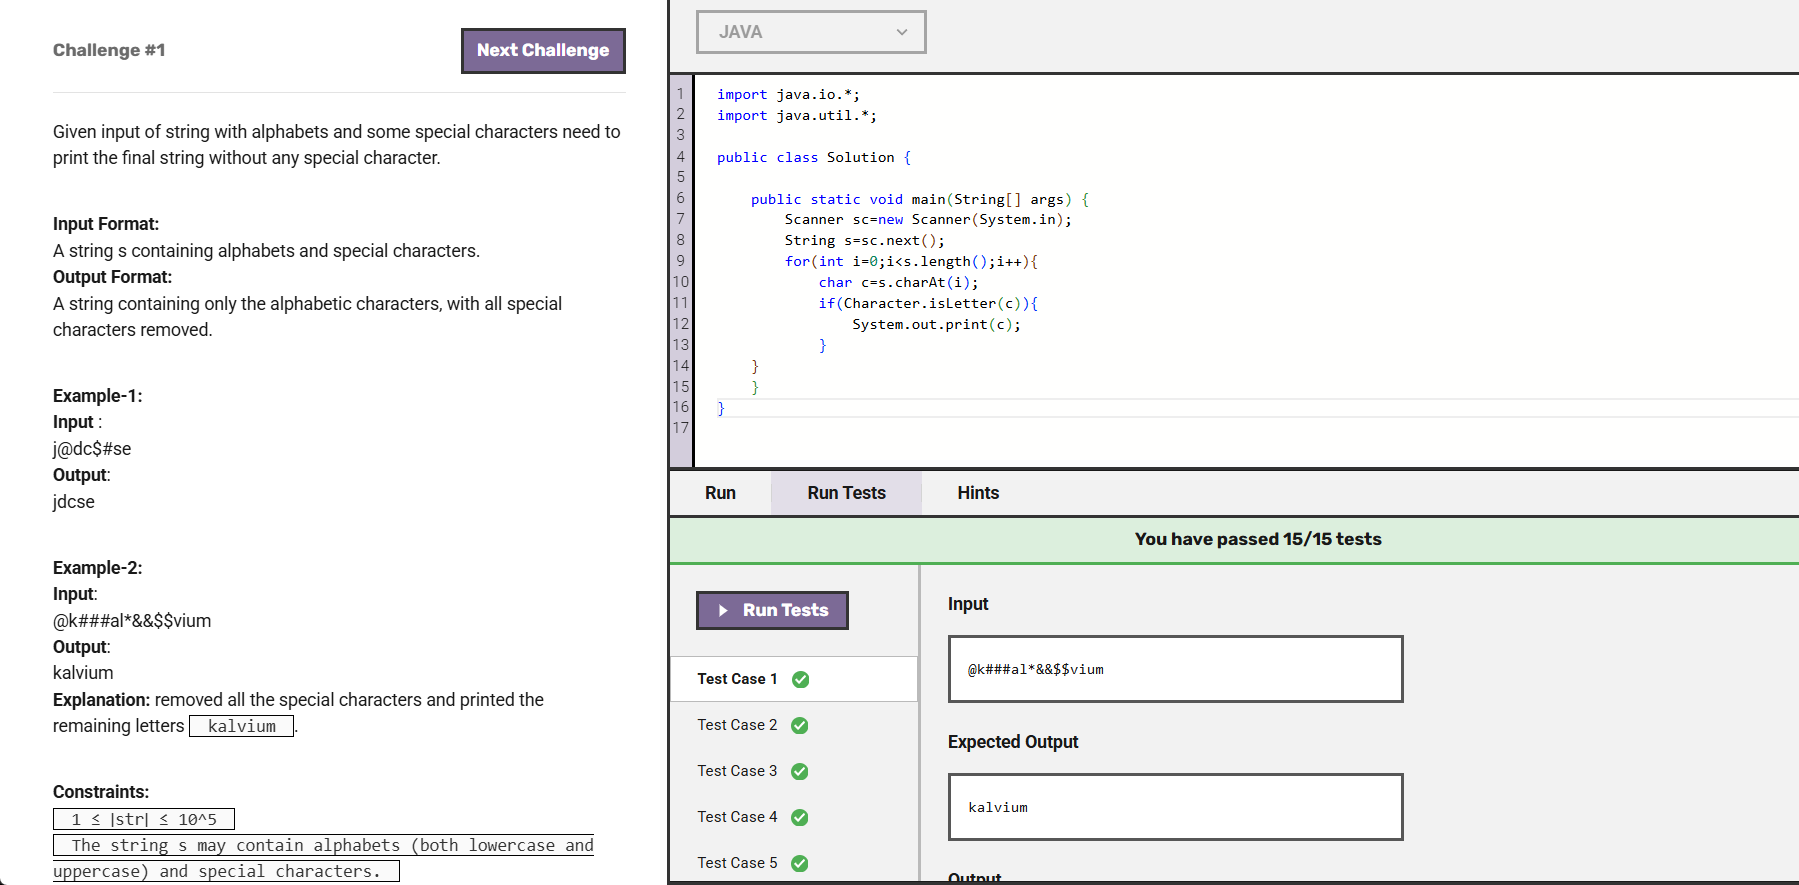 Challenge #1
Next Challenge
Given input of string with alphabets and some special characters need to
print the final string without any special character.
Input Format:
A string s containing alphabets and special characters.
Output Format:
A string containing only the alphabetic characters, with all special
characters removed.
Example-1:
Input :
j@dc$#se
Output:
jdcse
Example-2:
Input:
@k###al*&&$$vium
Output:
kalvium
Explanation: removed all the special characters and printed the
remaining letters kalvium .
Constraints:
1 ≤ |str| ≤ 10^5
The string s may contain alphabets (both lowercase and
uppercase) and special characters.
JAVA
1 import java.io.*;
2 import java.util.*;
3
4 public class Solution {
5
6 public static void main(String[] args) {
7 Scanner sc=new Scanner(System.in);
8 String s=sc.next();
9 for(int i=0;i<s.length();i++){
10 char c=s.charAt(i);
11 if(Character.isLetter(c)){
12 System.out.print(c);
13 }
14 }
15 }
16 }
17
Run Run Tests Hints
You have passed 15/15 tests
Run Tests
Test Case 1
Test Case 2
Test Case 3
Test Case 4
Test Case 5
Input
@k###al*&&$$vium
Expected Output
kalvium
Output